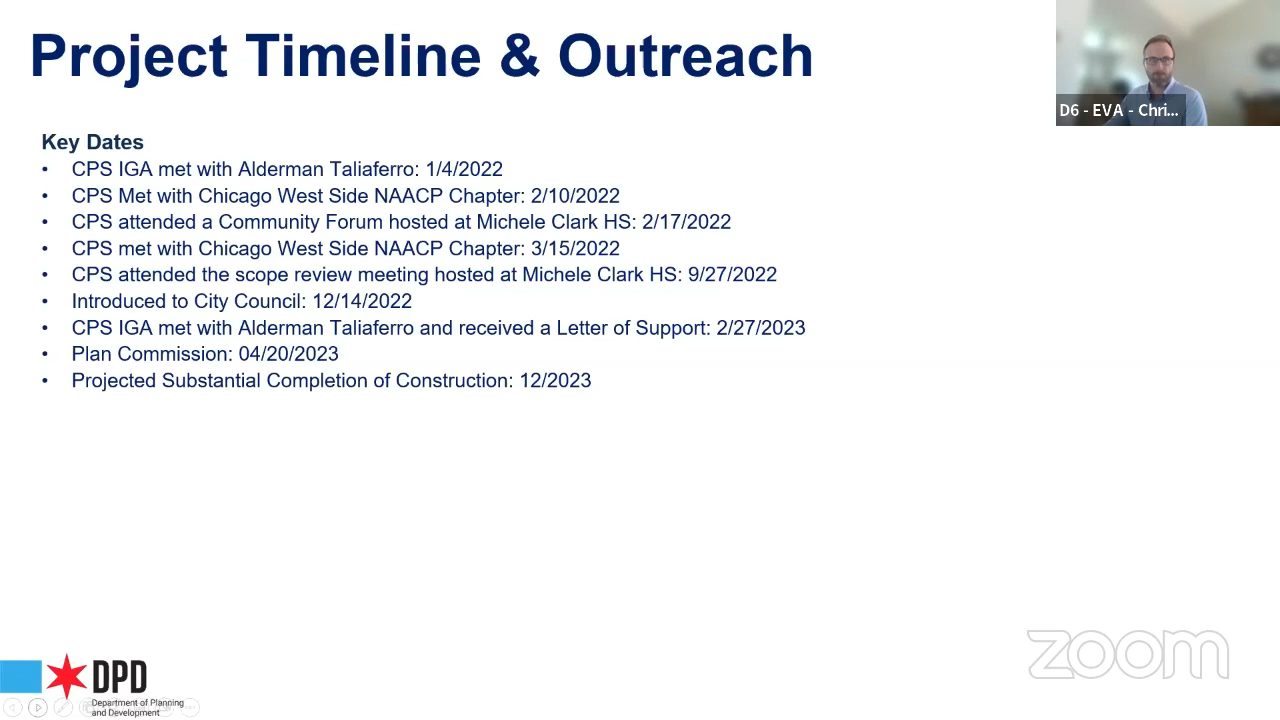 Project Timeline & Outreach
D6 - EVA - Chri...
Key Dates
• CPS IGA met with Alderman Taliaferro: 1/4/2022
• CPS Met with Chicago West Side NAACP Chapter: 2/10/2022
• CPS attended a Community Forum hosted at Michele Clark HS: 2/17/2022
• CPS met with Chicago West Side NAACP Chapter: 3/15/2022
• CPS attended the scope review meeting hosted at Michele Clark HS: 9/27/2022
• Introduced to City Council: 12/14/2022
• CPS IGA met with Alderman Taliaferro and received a Letter of Support: 2/27/2023
• Plan Commission: 04/20/2023
• Projected Substantial Completion of Construction: 12/2023
zoom
DPD
Department of Planning
and Development